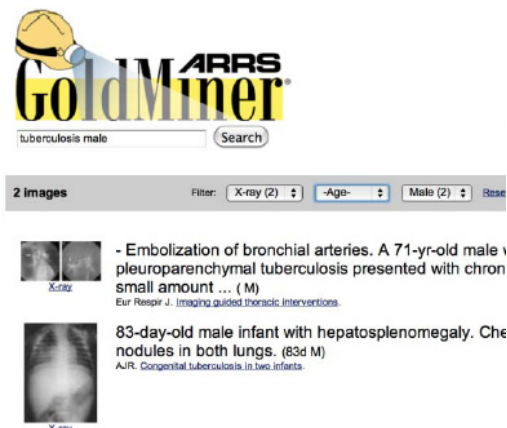 ARRS
GoldMiner®
tuberculosis male
Search
2 images
Filter:
X-ray (2)
-Age-
Male (2)
Rese
- Embolization of bronchial arteries. A 71-yr-old male w
pleuroparenchymal tuberculosis presented with chron
small amount ... ( M)
Eur Respir J. Imaging guided thoracic interventions.
X-ray
83-day-old male infant with hepatosplenomegaly. Che
nodules in both lungs. (83d M)
AJR. Congenital tuberculosis in two infants.
X-ray